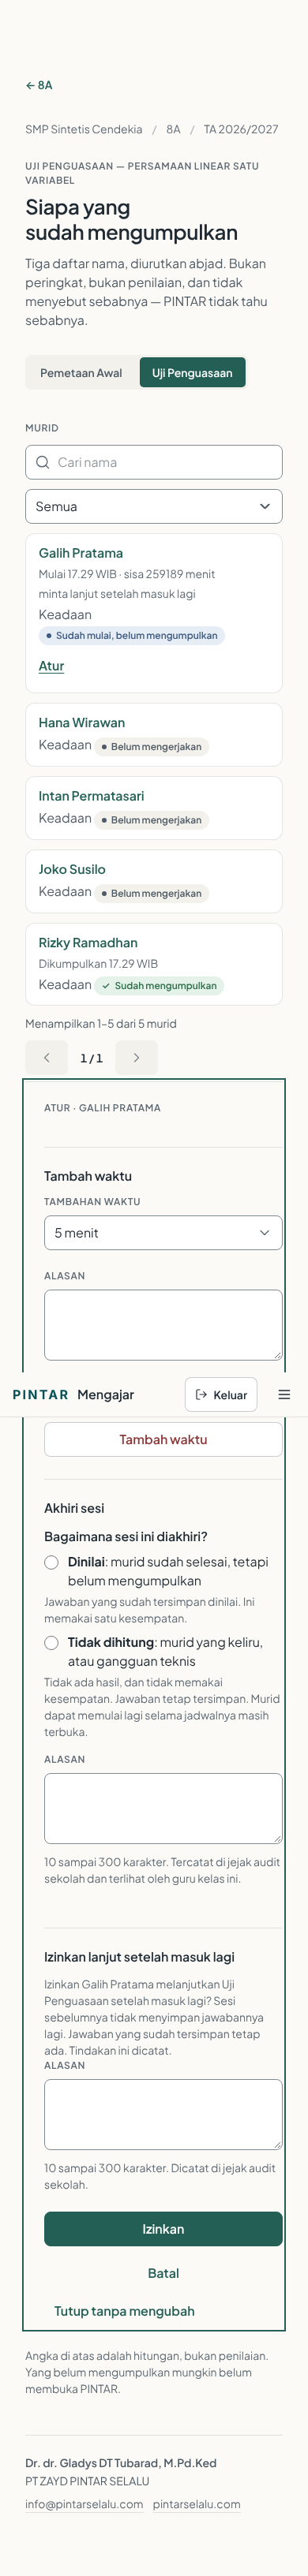 ← 8A
SMP Sintetis Cendekia / 8A / TA 2026/2027
UJI PENGUASAAN — PERSAMAAN LINEAR SATU
VARIABEL
Siapa yang
sudah mengumpulkan
Tiga daftar nama, diurutkan abjad. Bukan
peringkat, bukan penilaian, dan tidak
menyebut sebabnya — PINTAR tidak tahu
sebabnya.
Pemetaan Awal
Uji Penguasaan
MURID
Cari nama
Semua
Galih Pratama
Mulai 17.29 WIB · sisa 259189 menit
minta lanjut setelah masuk lagi
Keadaan
Sudah mulai, belum mengumpulkan
Atur
Hana Wirawan
Keadaan Belum mengerjakan
Intan Permatasari
Keadaan Belum mengerjakan
Joko Susilo
Keadaan Belum mengerjakan
Rizky Ramadhan
Dikumpulkan 17.29 WIB
Keadaan Sudah mengumpulkan
Menampilkan 1–5 dari 5 murid
1/1
ATUR · GALIH PRATAMA
Tambah waktu
TAMBAHAN WAKTU
5 menit
ALASAN
PINTAR Mengajar Keluar
Tambah waktu
Akhiri sesi
Bagaimana sesi ini diakhiri?
Dinilai: murid sudah selesai, tetapi
belum mengumpulkan
Jawaban yang sudah tersimpan dinilai. Ini
memakai satu kesempatan.
Tidak dihitung: murid yang keliru,
atau gangguan teknis
Tidak ada hasil, dan tidak memakai
kesempatan. Jawaban tetap tersimpan. Murid
dapat memulai lagi selama jadwalnya masih
terbuka.
ALASAN
10 sampai 300 karakter. Tercatat di jejak audit
sekolah dan terlihat oleh guru kelas ini.
Izinkan lanjut setelah masuk lagi
Izinkan Galih Pratama melanjutkan Uji
Penguasaan setelah masuk lagi? Sesi
sebelumnya tidak menyimpan jawabannya
lagi. Jawaban yang sudah tersimpan tetap
ada. Tindakan ini dicatat.
ALASAN
10 sampai 300 karakter. Dicatat di jejak audit
sekolah.
Izinkan
Batal
Tutup tanpa mengubah
Angka di atas adalah hitungan, bukan penilaian.
Yang belum mengumpulkan mungkin belum
membuka PINTAR.
Dr. dr. Gladys DT Tubarad, M.Pd.Ked
PT ZAYD PINTAR SELALU
info@pintarselalu.com pintarselalu.com